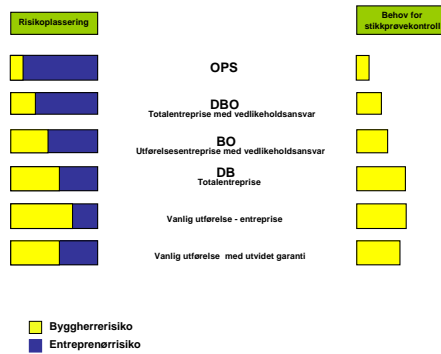 Risikoplassering
Behov for
stikkprøvekontroll
OPS
DBO
Totalentreprise med vedlikeholdsansvar
BO
Utførelsesentreprise med vedlikeholdsansvar
DB
Totalentreprise
Vanlig utførelse - entreprise
Vanlig utførelse med utvidet garanti
Byggherrerisiko
Entreprenørrisiko